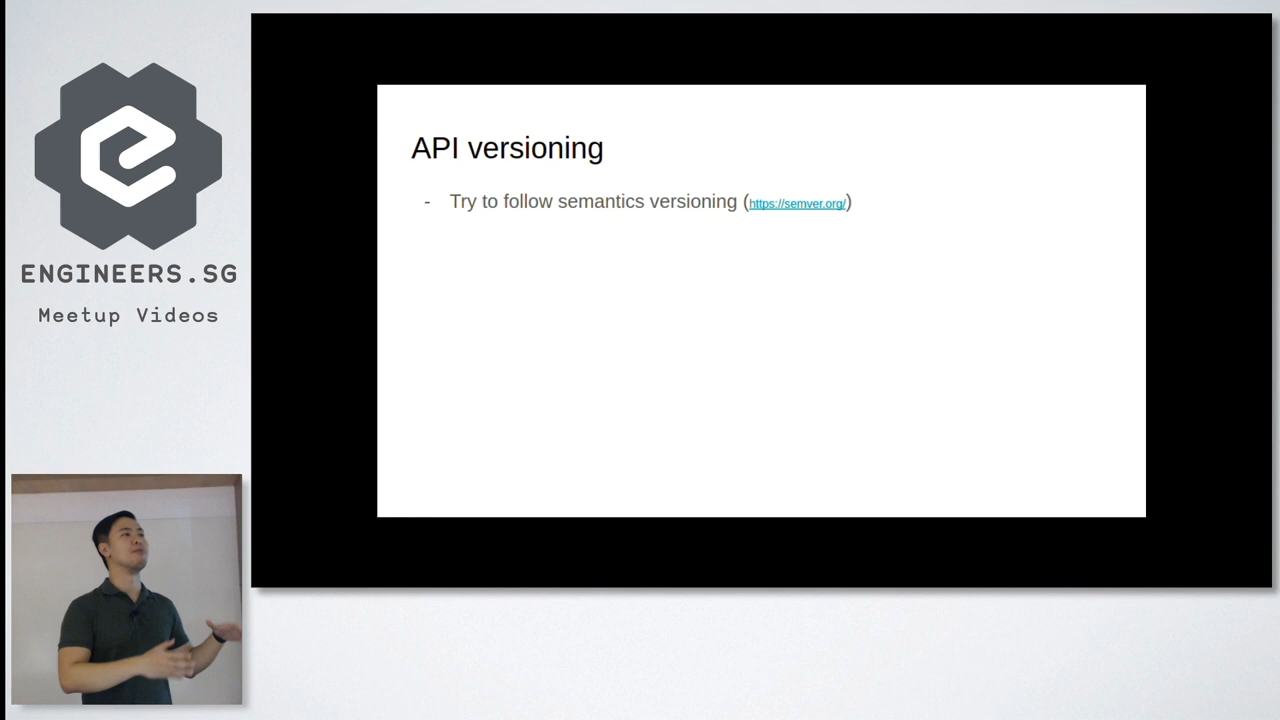 ENGINEERS.SG
Meetup Videos
API versioning
- Try to follow semantics versioning (https://semver.org/)